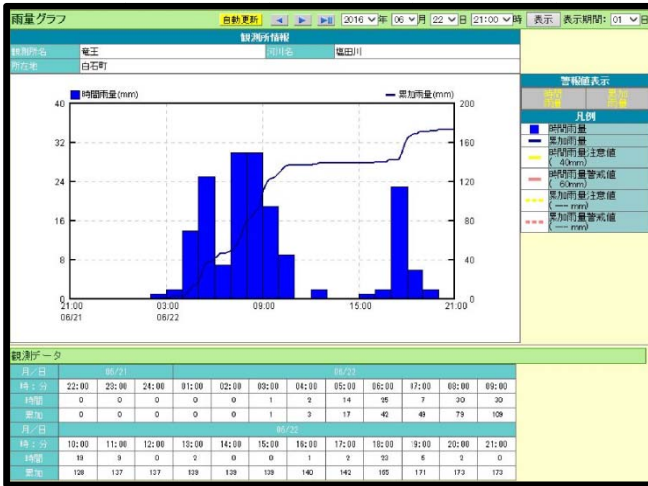 雨量グラフ 自動更新 2016 年 06 月 22 日 21:00 時 表示 表示期間: 01 日
観測所情報
観測所名 竜王 河川名 塩田川
所在地 白石町
時間雨量(mm) 累加雨量(mm)
40 200
32 160
24 120
16 80
8 40
0 0
21:00 03:00 09:00 15:00 21:00
06/21 06/22
警報値表示
時間雨量 累加雨量
凡例
時間雨量
累加雨量
時間雨量注意値
( 40mm)
時間雨量警戒値
( 60mm)
累加雨量注意値
( --- mm)
累加雨量警戒値
( --- mm)
観測データ
月/日 06/21 06/22
時:分 22:00 23:00 24:00 01:00 02:00 03:00 04:00 05:00 06:00 07:00 08:00 09:00
時間 0 0 0 0 0 1 2 14 25 7 30 30
累加 0 0 0 0 0 1 3 17 42 49 79 109
月/日 06/22
時:分 10:00 11:00 12:00 13:00 14:00 15:00 16:00 17:00 18:00 19:00 20:00 21:00
時間 19 9 0 2 0 0 1 2 23 6 2 0
累加 128 137 137 139 139 139 140 142 165 171 173 173